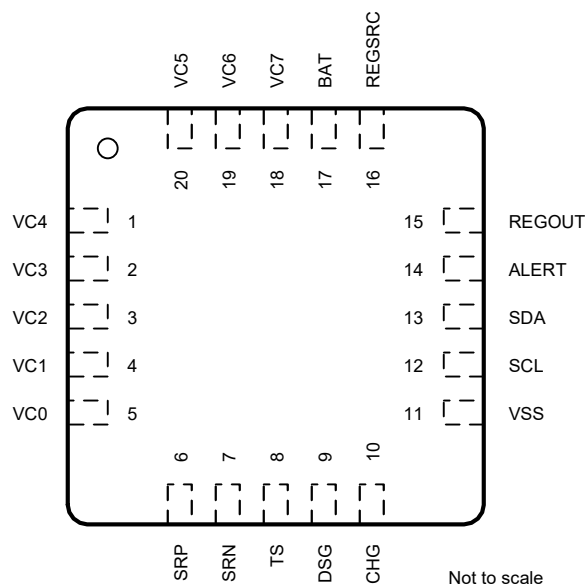 VC5 VC6 VC7 BAT REGSRC
20 19 18 17 16
VC4 1 15 REGOUT
VC3 2 14 ALERT
VC2 3 13 SDA
VC1 4 12 SCL
VC0 5 11 VSS
6 7 8 9 10
SRP SRN TS DSG CHG
Not to scale